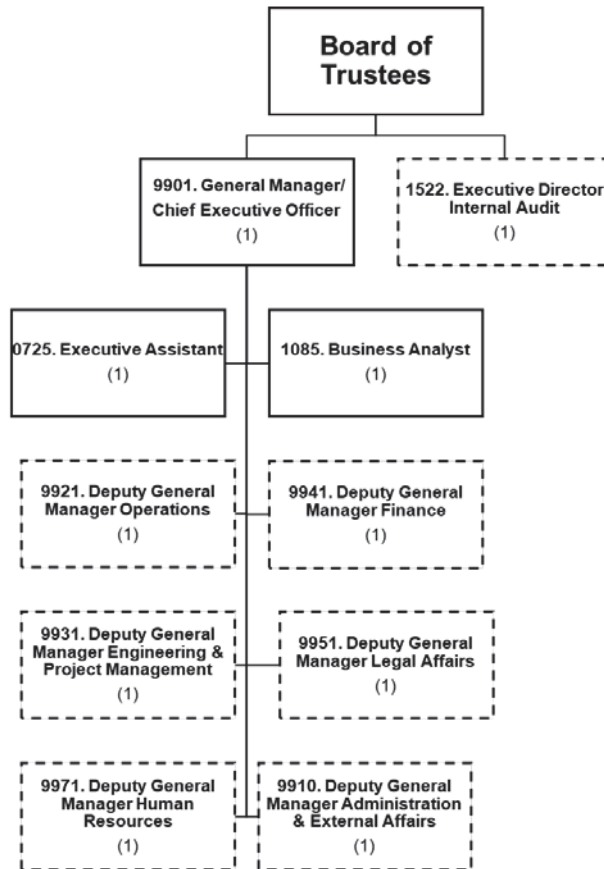 Board of
Trustees
9901. General Manager/
Chief Executive Officer
(1)
1522. Executive Director
Internal Audit
(1)
0725. Executive Assistant
(1)
1085. Business Analyst
(1)
9921. Deputy General
Manager Operations
(1)
9941. Deputy General
Manager Finance
(1)
9931. Deputy General
Manager Engineering &
Project Management
(1)
9951. Deputy General
Manager Legal Affairs
(1)
9971. Deputy General
Manager Human
Resources
(1)
9910. Deputy General
Manager Administration
& External Affairs
(1)